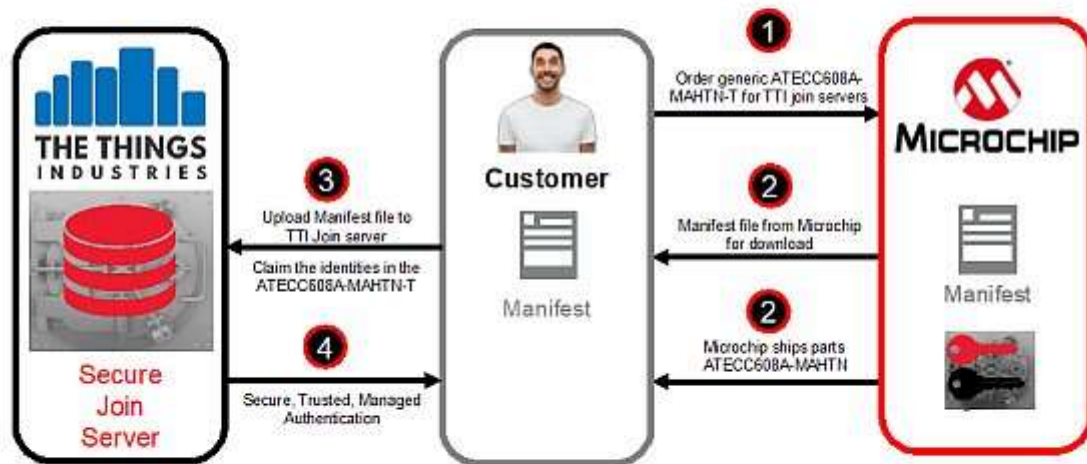 THE THINGS
INDUSTRIES
Secure
Join
Server
3
Upload Manifest file to
TTI Join server
Claim the identities in the
ATECC608A-MAHTN-T
4
Secure, Trusted, Managed
Authentication
Customer
Manifest
1
Order generic ATECC608A-
MAHTN-T for TTI join servers
2
Manifest file from Microchip
for download
2
Microchip ships parts
ATECC608A-MAHTN
MICROCHIP
Manifest